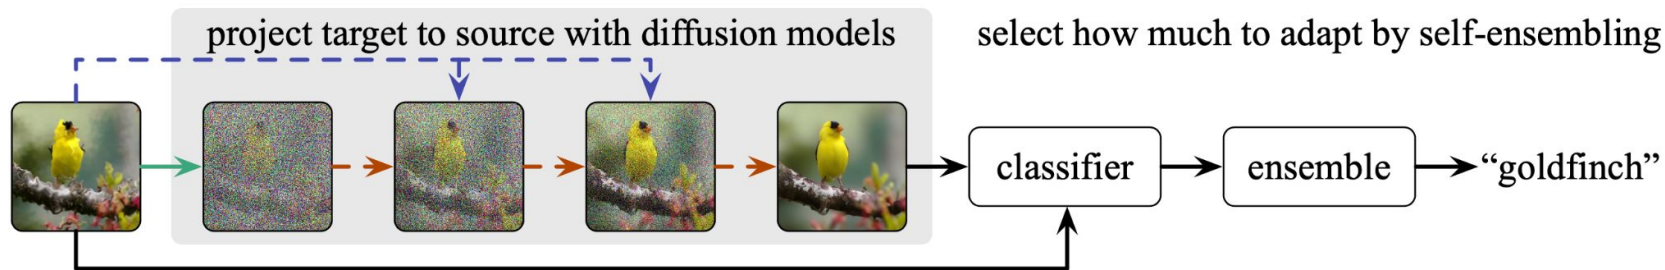 project target to source with diffusion models
select how much to adapt by self-ensembling
classifier
ensemble
“goldfinch”